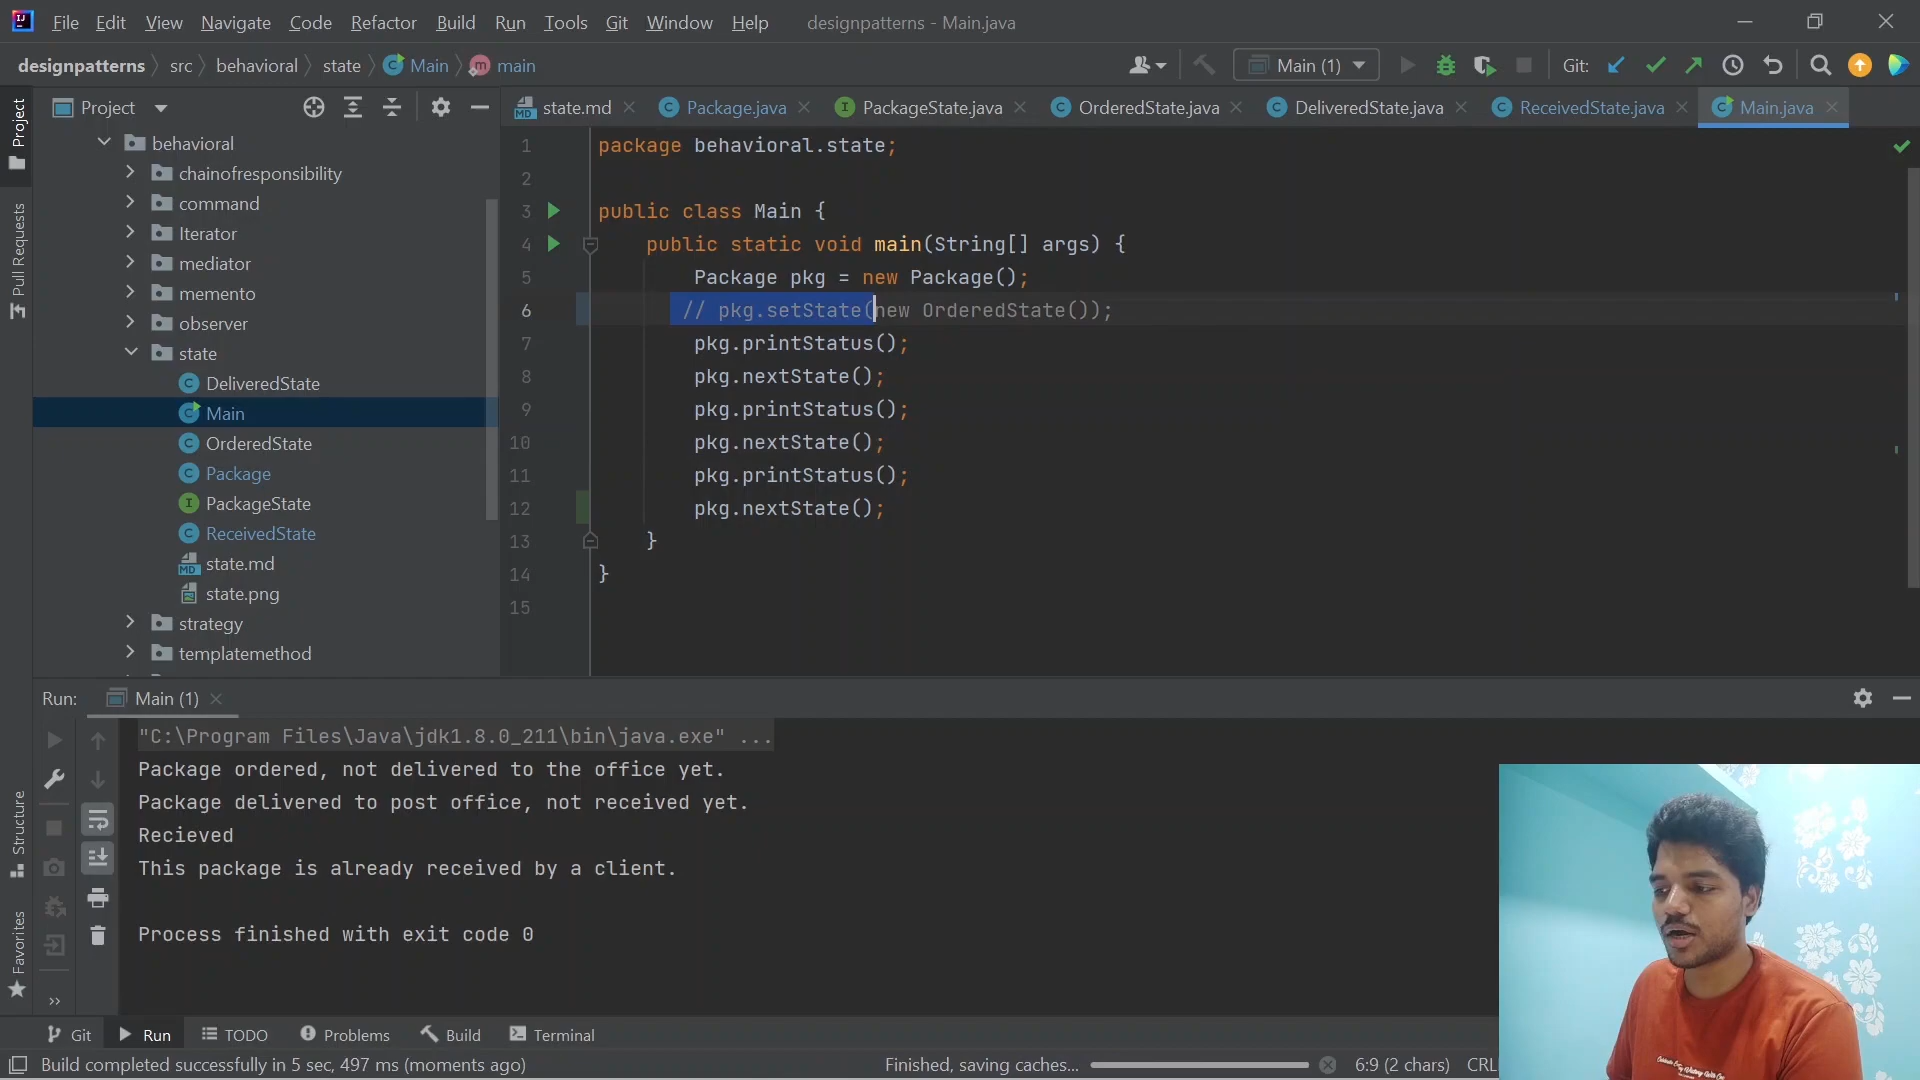 File Edit View Navigate Code Refactor Build Run Tools Git Window Help designpatterns - Main.java
designpatterns src behavioral state Main main Main (1) Git:
Project state.md Package.java PackageState.java OrderedState.java DeliveredState.java ReceivedState.java Main.java
Project
Pull Requests
Structure
Favorites
behavioral
chainofresponsibility
command
Iterator
mediator
memento
observer
state
DeliveredState
Main
OrderedState
Package
PackageState
ReceivedState
state.md
state.png
strategy
templatemethod
1 package behavioral.state;
2
3 public class Main {
4 public static void main(String[] args) {
5 Package pkg = new Package();
6 // pkg.setState(new OrderedState());
7 pkg.printStatus();
8 pkg.nextState();
9 pkg.printStatus();
10 pkg.nextState();
11 pkg.printStatus();
12 pkg.nextState();
13 }
14 }
15
Run: Main (1)
"C:\Program Files\Java\jdk1.8.0_211\bin\java.exe" ...
Package ordered, not delivered to the office yet.
Package delivered to post office, not received yet.
Recieved
This package is already received by a client.
Process finished with exit code 0
Git Run TODO Problems Build Terminal
Build completed successfully in 5 sec, 497 ms (moments ago) Finished, saving caches... 6:9 (2 chars) CRL